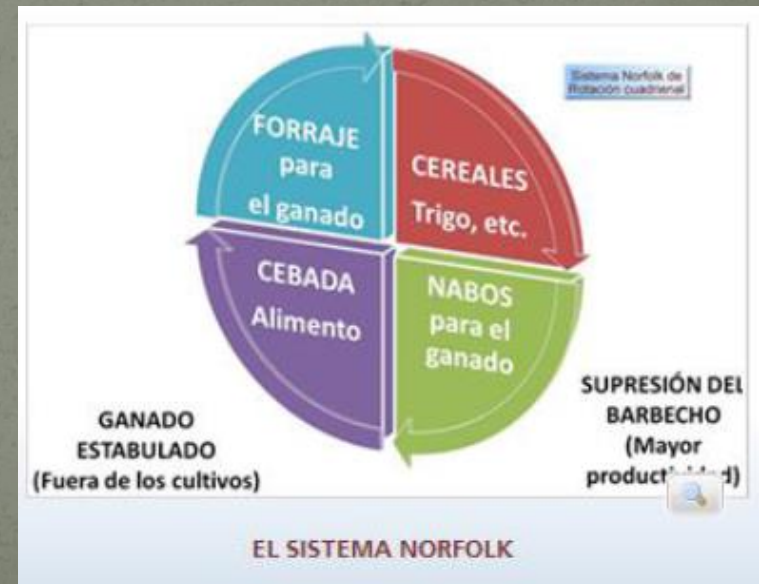 Sistema Norfolk de
Rotación cuadrienal
FORRAJE
para
el ganado
CEREALES
Trigo, etc.
CEBADA
Alimento
NABOS
para el
ganado
GANADO
ESTABULADO
(Fuera de los cultivos)
SUPRESIÓN DEL
BARBECHO
(Mayor
EL SISTEMA NORFOLK